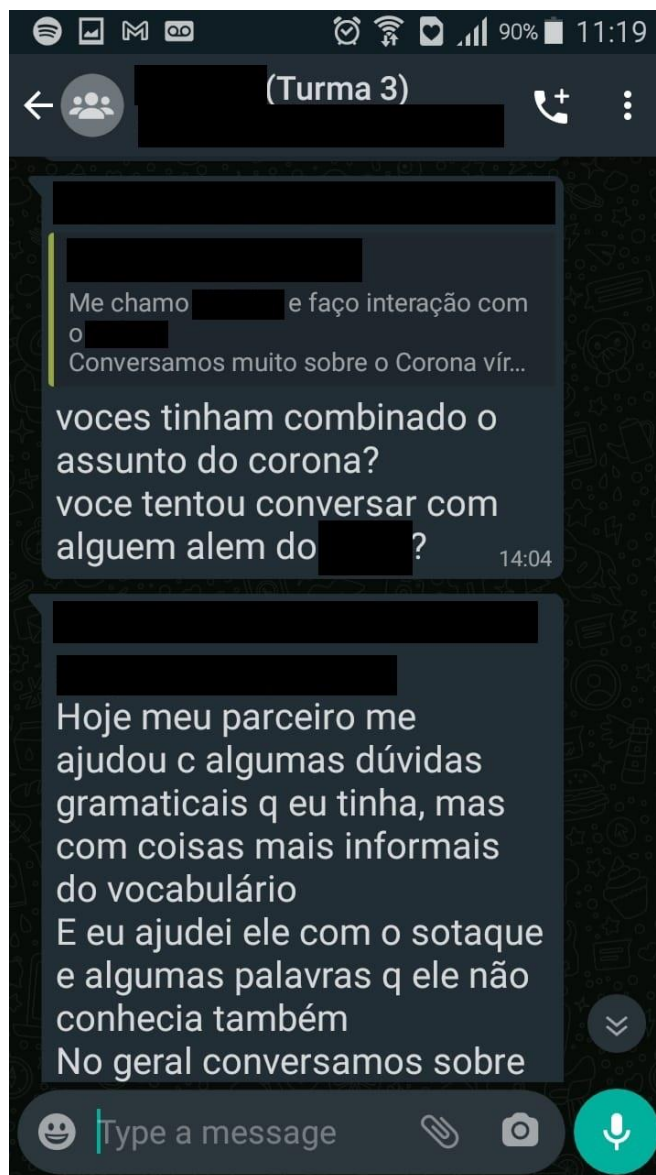 90% 11:19
(Turma 3)
Me chamo e faço interação com
o
Conversamos muito sobre o Corona vír...
voces tinham combinado o
assunto do corona?
voce tentou conversar com
alguem alem do ?
14:04
Hoje meu parceiro me
ajudou c algumas dúvidas
gramaticais q eu tinha, mas
com coisas mais informais
do vocabulário
E eu ajudei ele com o sotaque
e algumas palavras q ele não
conhecia também
No geral conversamos sobre
Type a message